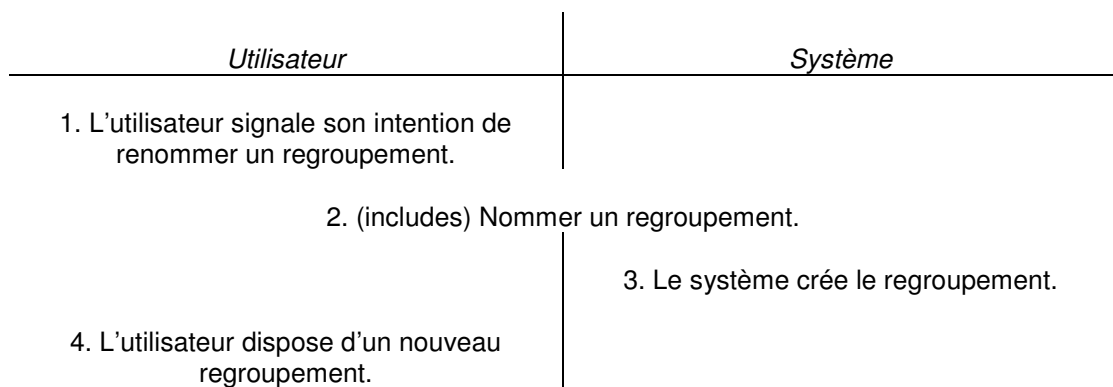 Utilisateur
Système
1. L'utilisateur signale son intention de
renommer un regroupement.
2. (includes) Nommer un regroupement.
3. Le système crée le regroupement.
4. L'utilisateur dispose d'un nouveau
regroupement.